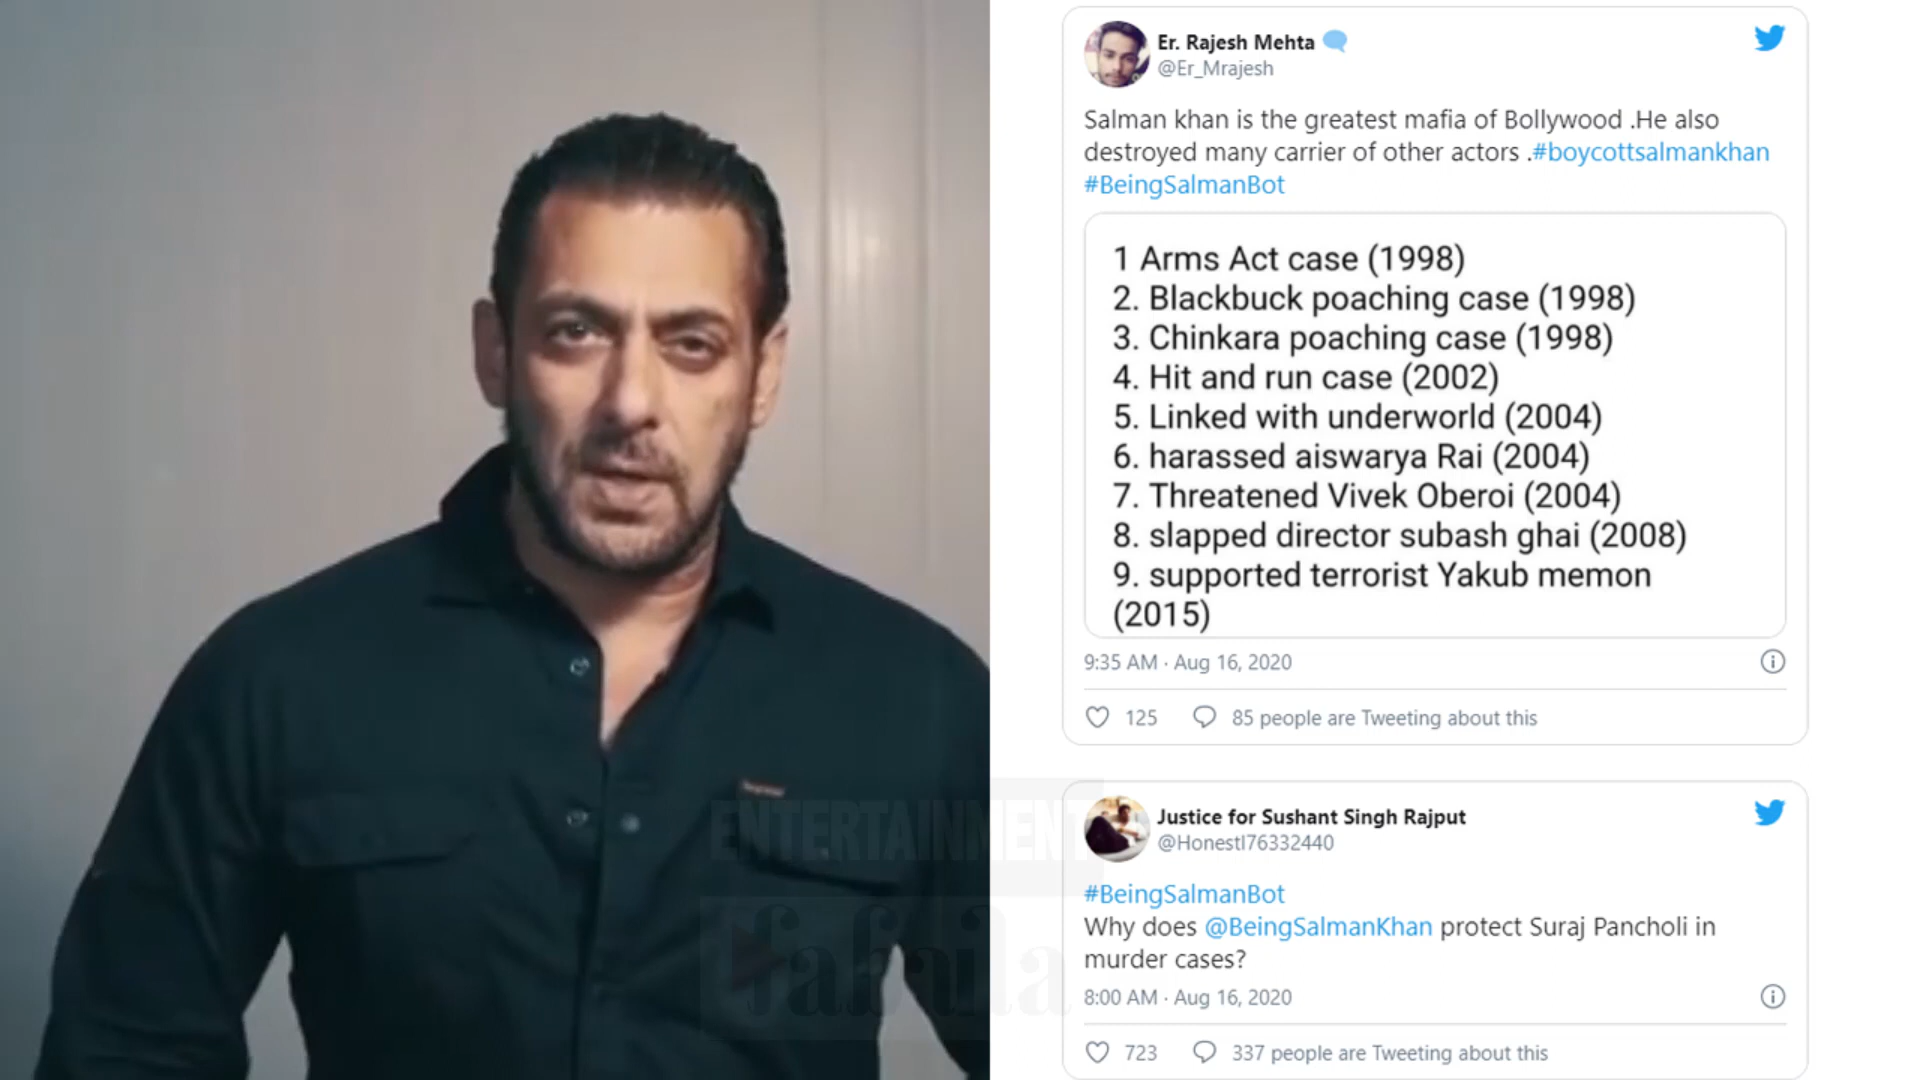 Er. Rajesh Mehta
@Er_Mrajesh
Salman khan is the greatest mafia of Bollywood .He also
destroyed many carrier of other actors .#boycottsalmankhan
#BeingSalmanBot
1 Arms Act case (1998)
2. Blackbuck poaching case (1998)
3. Chinkara poaching case (1998)
4. Hit and run case (2002)
5. Linked with underworld (2004)
6. harassed aiswarya Rai (2004)
7. Threatened Vivek Oberoi (2004)
8. slapped director subash ghai (2008)
9. supported terrorist Yakub memon
(2015)
9:35 AM · Aug 16, 2020
125 85 people are Tweeting about this
Justice for Sushant Singh Rajput
@HonestI76332440
#BeingSalmanBot
Why does @BeingSalmanKhan protect Suraj Pancholi in
murder cases?
8:00 AM · Aug 16, 2020
723 337 people are Tweeting about this
ENTERTAINMENT